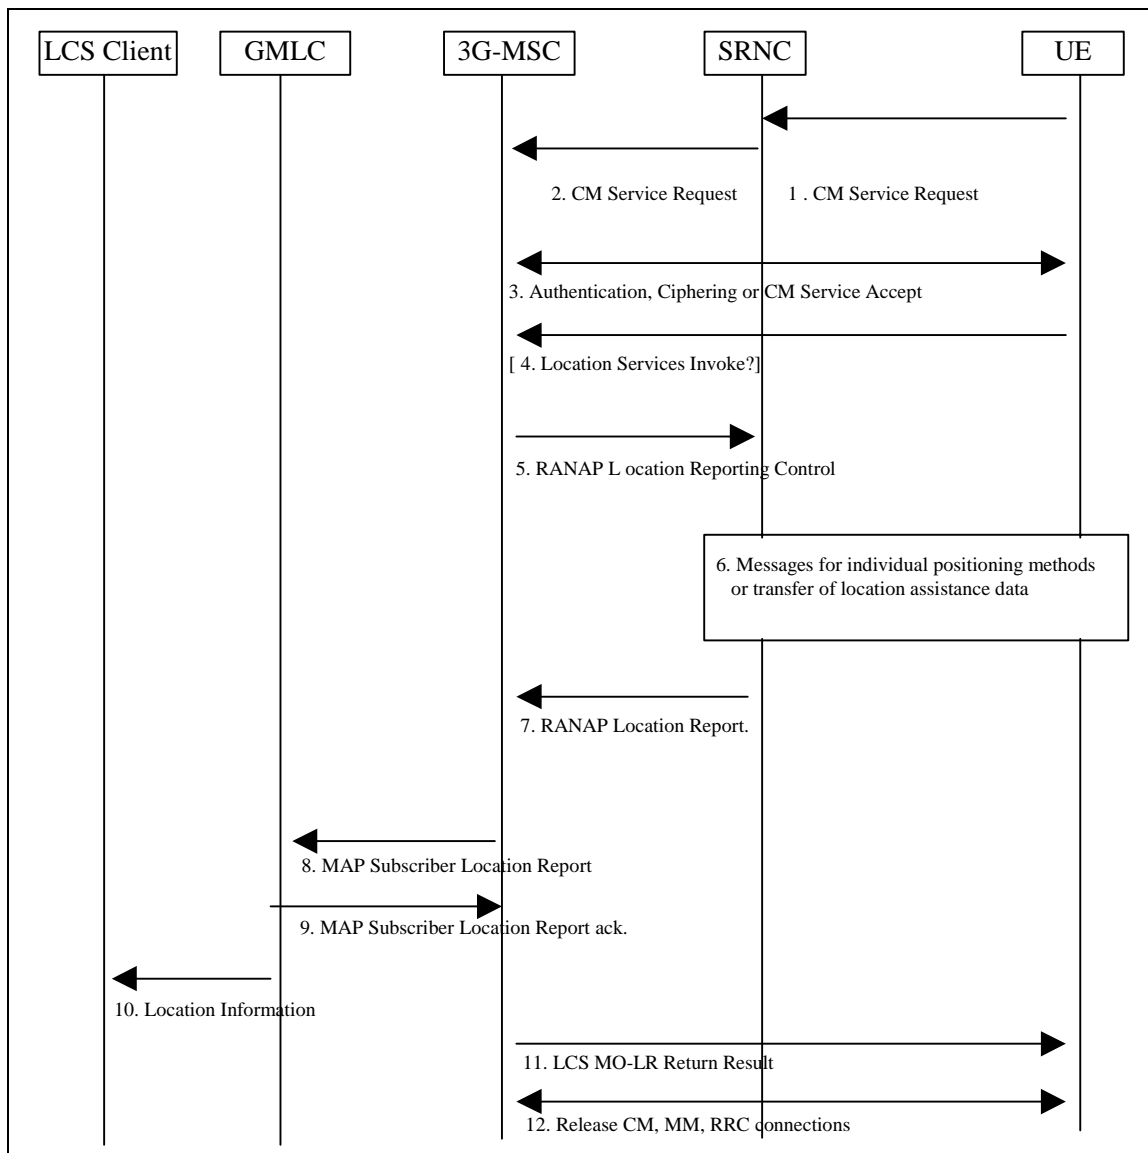 LCS Client GMLC 3G-MSC SRNC UE
2. CM Service Request 1 . CM Service Request
3. Authentication, Ciphering or CM Service Accept
[ 4. Location Services Invoke?]
5. RANAP L ocation Reporting Control
6. Messages for individual positioning methods
or transfer of location assistance data
7. RANAP Location Report.
8. MAP Subscriber Location Report
9. MAP Subscriber Location Report ack.
10. Location Information
11. LCS MO-LR Return Result
12. Release CM, MM, RRC connections